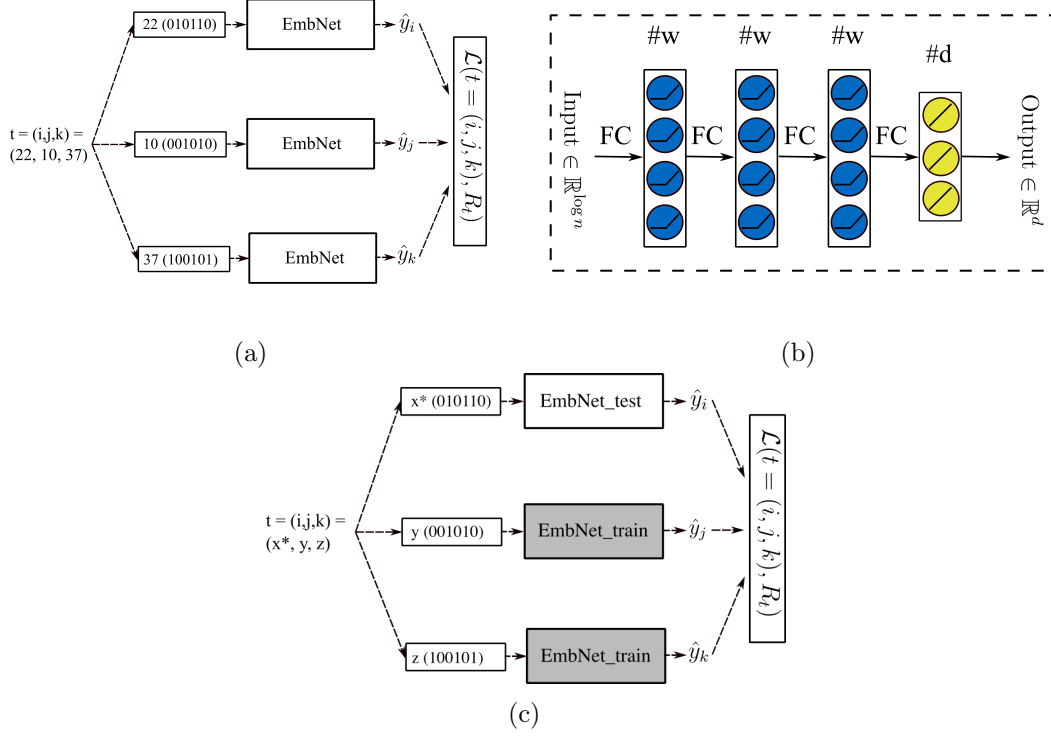 22 (010110)
EmbNet
ŷ_i
t = (i,j,k) =
(22, 10, 37)
10 (001010)
EmbNet
ŷ_j
37 (100101)
EmbNet
ŷ_k
ℒ(t = (i, j, k), R_t)
(a)
#w
#w
#w
#d
Input ∈ ℝ^{log n}
FC
FC
FC
FC
Output ∈ ℝ^d
(b)
x* (010110)
EmbNet_test
ŷ_i
t = (i,j,k) =
(x*, y, z)
y (001010)
EmbNet_train
ŷ_j
z (100101)
EmbNet_train
ŷ_k
ℒ(t = (i, j, k), R_t)
(c)